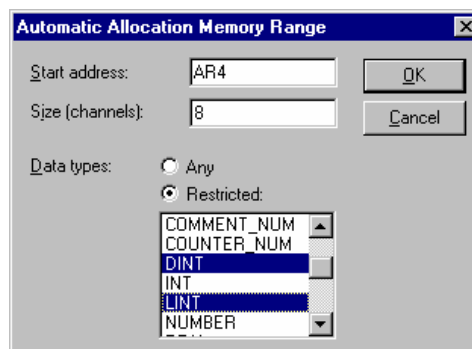 Automatic Allocation Memory Range
Start address: AR4 OK
Size (channels): 8 Cancel
Data types: Any
Restricted:
COMMENT_NUM
COUNTER_NUM
DINT
INT
LINT
NUMBER